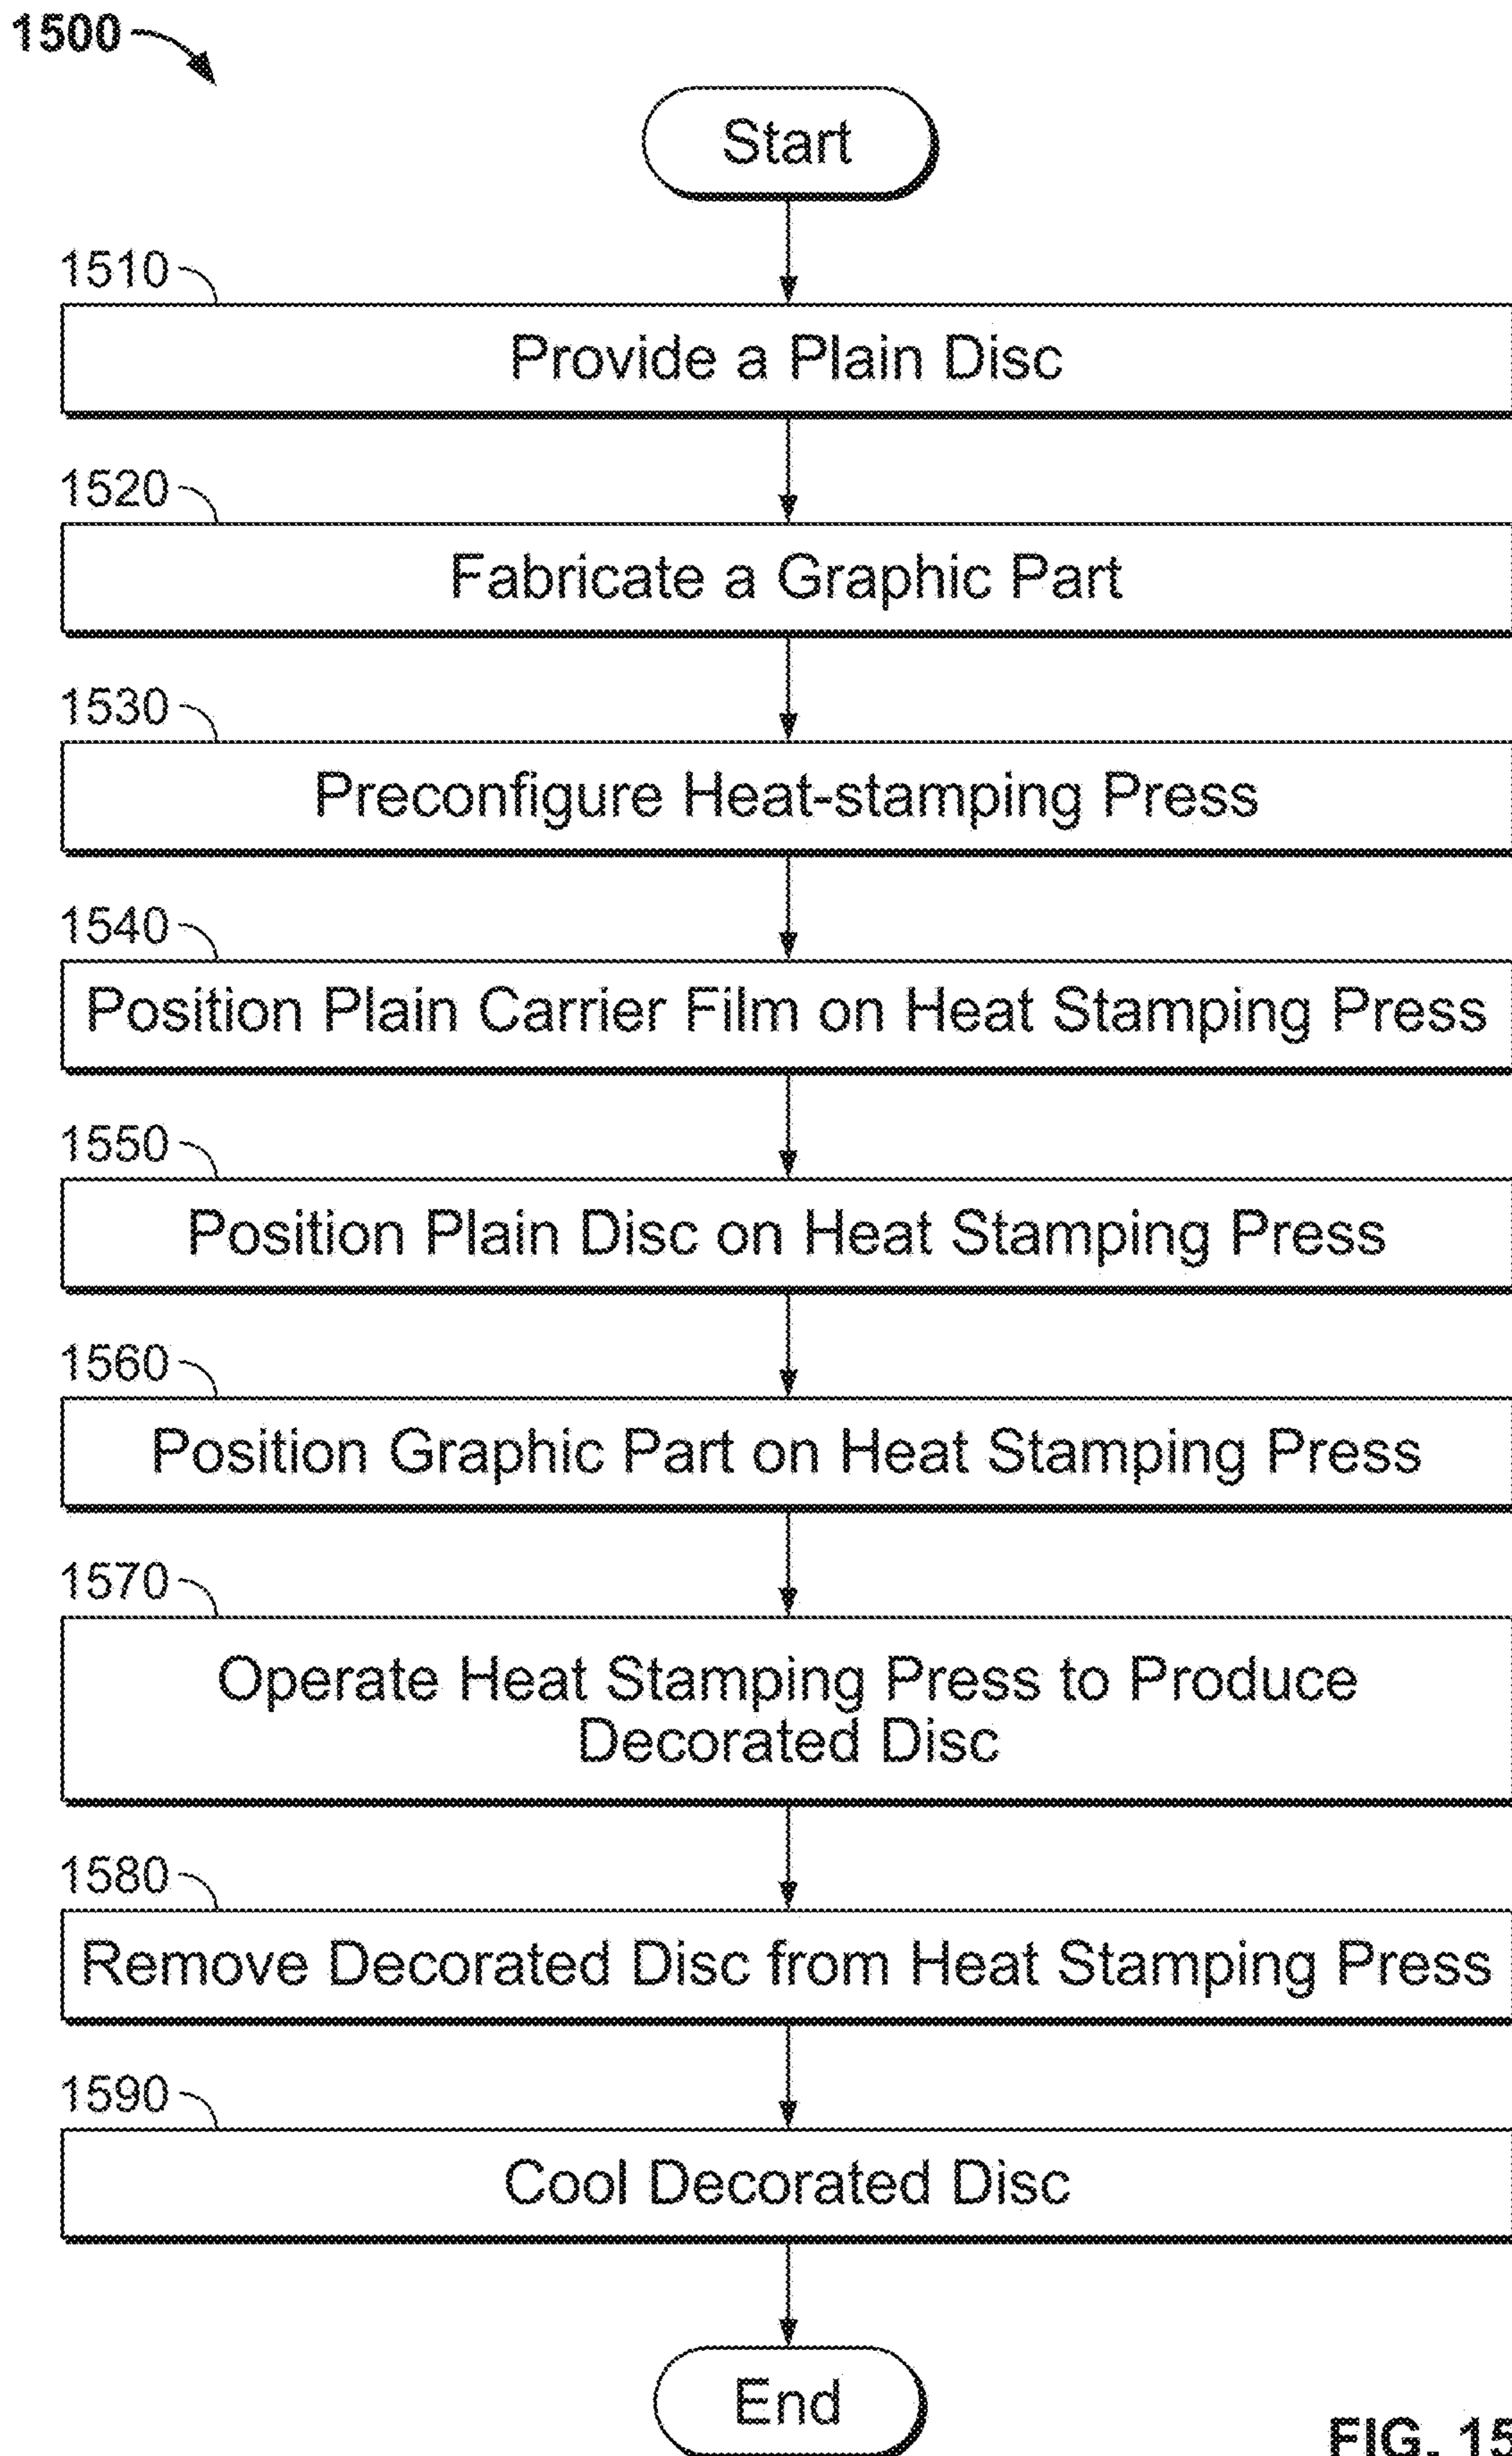 1500
Start
1510
Provide a Plain Disc
1520
Fabricate a Graphic Part
1530
Preconfigure Heat-stamping Press
1540
Position Plain Carrier Film on Heat Stamping Press
1550
Position Plain Disc on Heat Stamping Press
1560
Position Graphic Part on Heat Stamping Press
1570
Operate Heat Stamping Press to Produce
Decorated Disc
1580
Remove Decorated Disc from Heat Stamping Press
1590
Cool Decorated Disc
End
FIG. 15